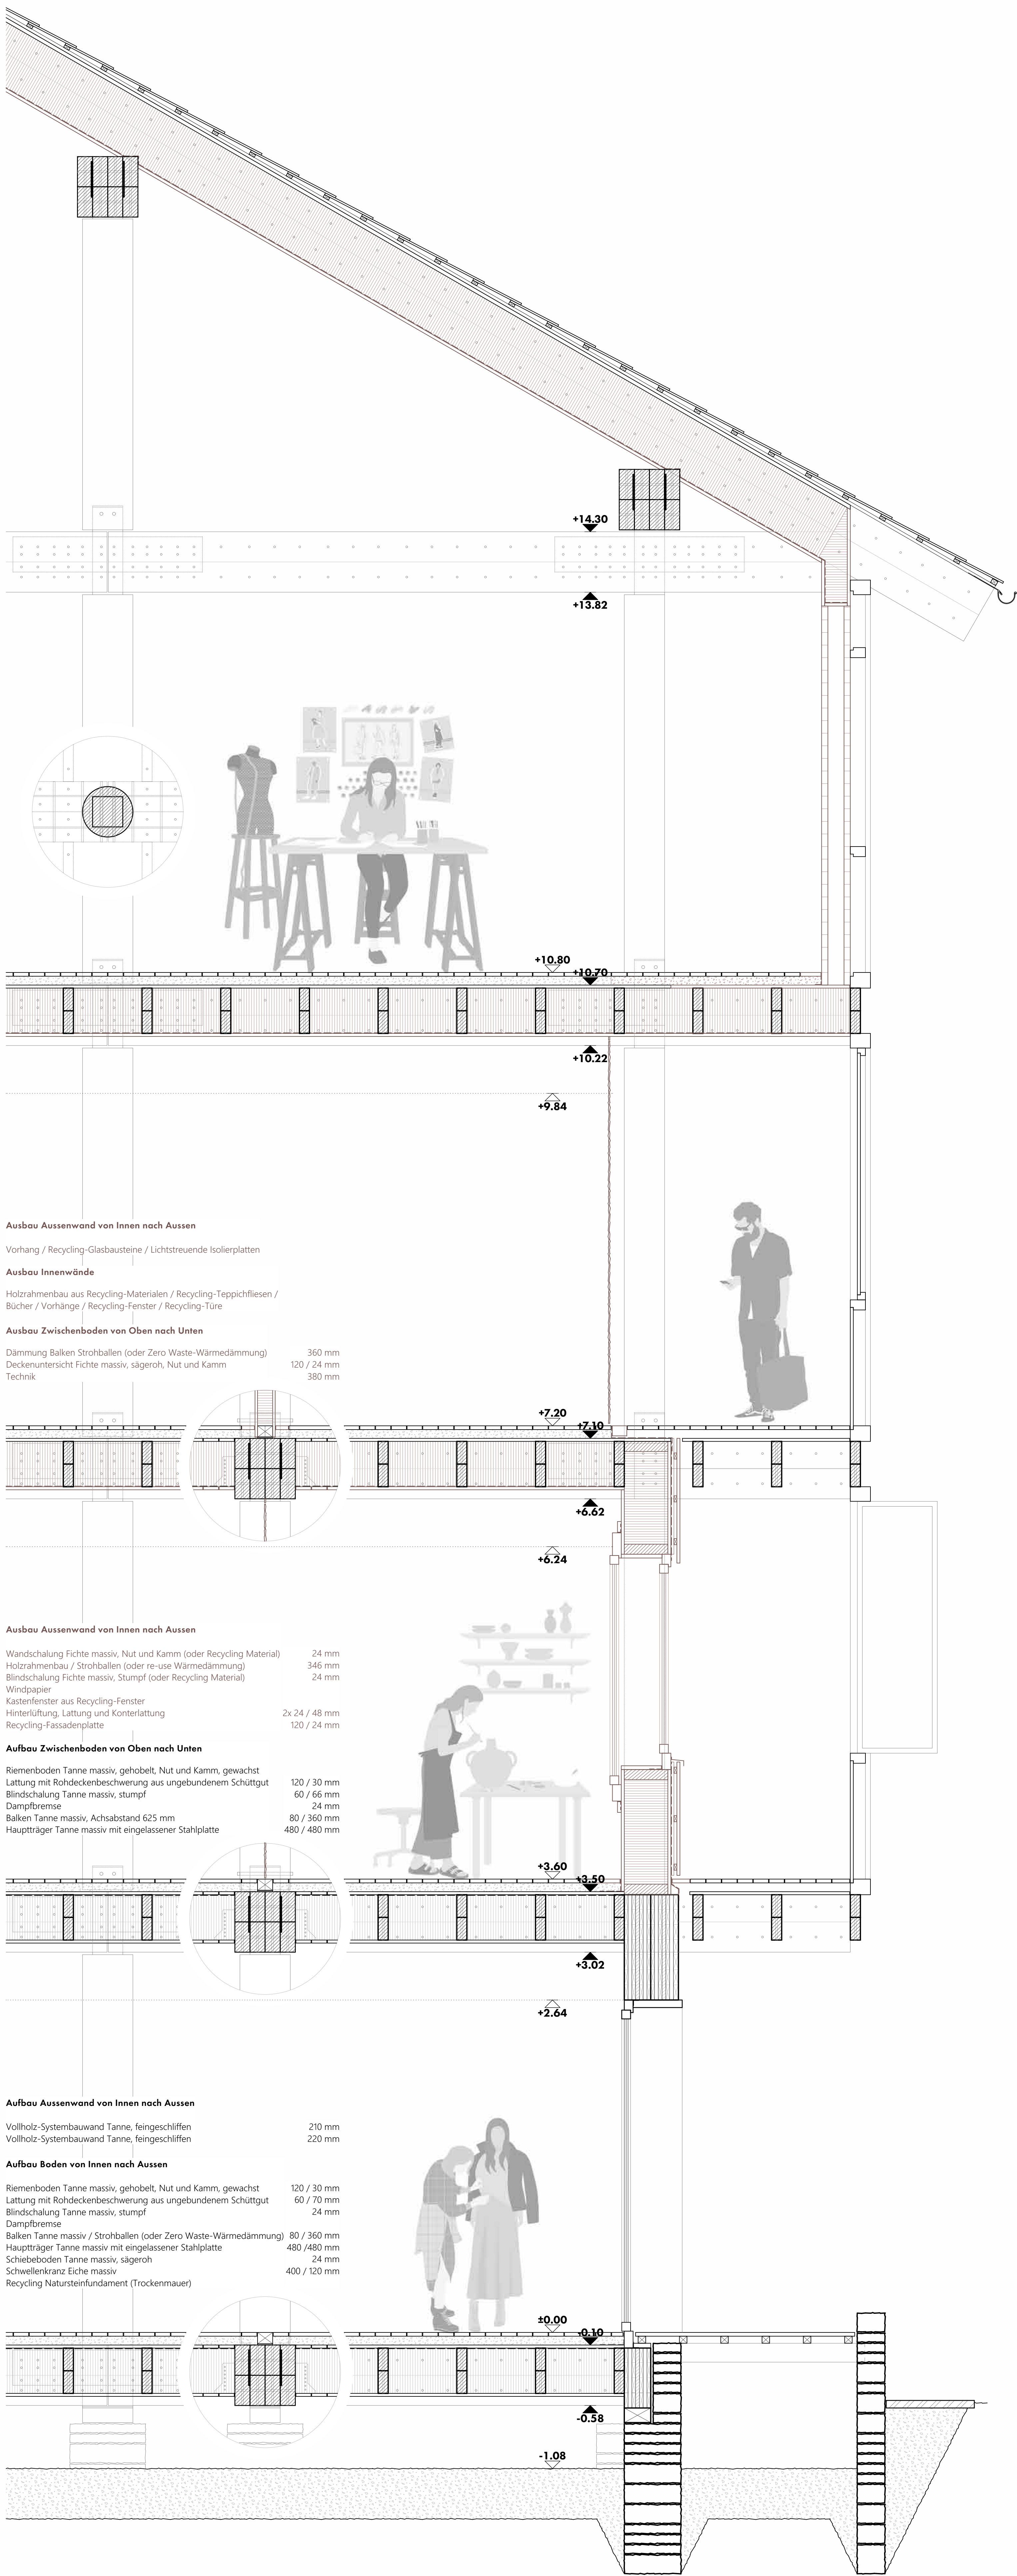 +14.30
+13.82
+10.80
+10.70
+10.22
+9.84
Ausbau Aussenwand von Innen nach Aussen
Vorhang / Recycling-Glasbausteine / Lichtstreuende Isolierplatten
Ausbau Innenwände
Holzrahmenbau aus Recycling-Materialen / Recycling-Teppichfliesen /
Bücher / Vorhänge / Recycling-Fenster / Recycling-Türe
Ausbau Zwischenboden von Oben nach Unten
Dämmung Balken Strohballen (oder Zero Waste-Wärmedämmung) 360 mm
Deckenuntersicht Fichte massiv, sägeroh, Nut und Kamm 120 / 24 mm
Technik 380 mm
+7.20
+7.10
+6.62
+6.24
Ausbau Aussenwand von Innen nach Aussen
Wandschalung Fichte massiv, Nut und Kamm (oder Recycling Material) 24 mm
Holzrahmenbau / Strohballen (oder re-use Wärmedämmung) 346 mm
Blindschalung Fichte massiv, Stumpf (oder Recycling Material) 24 mm
Windpapier
Kastenfenster aus Recycling-Fenster
Hinterlüftung, Lattung und Konterlattung 2x 24 / 48 mm
Recycling-Fassadenplatte 120 / 24 mm
Aufbau Zwischenboden von Oben nach Unten
Riemenboden Tanne massiv, gehobelt, Nut und Kamm, gewachst
Lattung mit Rohdeckenbeschwerung aus ungebundenem Schüttgut 120 / 30 mm
Blindschalung Tanne massiv, stumpf 60 / 66 mm
Dampfbremse 24 mm
Balken Tanne massiv, Achsabstand 625 mm 80 / 360 mm
Hauptträger Tanne massiv mit eingelassener Stahlplatte 480 / 480 mm
+3.60
+3.50
+3.02
+2.64
Aufbau Aussenwand von Innen nach Aussen
Vollholz-Systembauwand Tanne, feingeschliffen 210 mm
Vollholz-Systembauwand Tanne, feingeschliffen 220 mm
Aufbau Boden von Innen nach Aussen
Riemenboden Tanne massiv, gehobelt, Nut und Kamm, gewachst 120 / 30 mm
Lattung mit Rohdeckenbeschwerung aus ungebundenem Schüttgut 60 / 70 mm
Blindschalung Tanne massiv, stumpf 24 mm
Dampfbremse
Balken Tanne massiv / Strohballen (oder Zero Waste-Wärmedämmung) 80 / 360 mm
Hauptträger Tanne massiv mit eingelassener Stahlplatte 480 /480 mm
Schiebeboden Tanne massiv, sägeroh 24 mm
Schwellenkranz Eiche massiv 400 / 120 mm
Recycling Natursteinfundament (Trockenmauer)
±0.00
-0.10
-0.58
-1.08